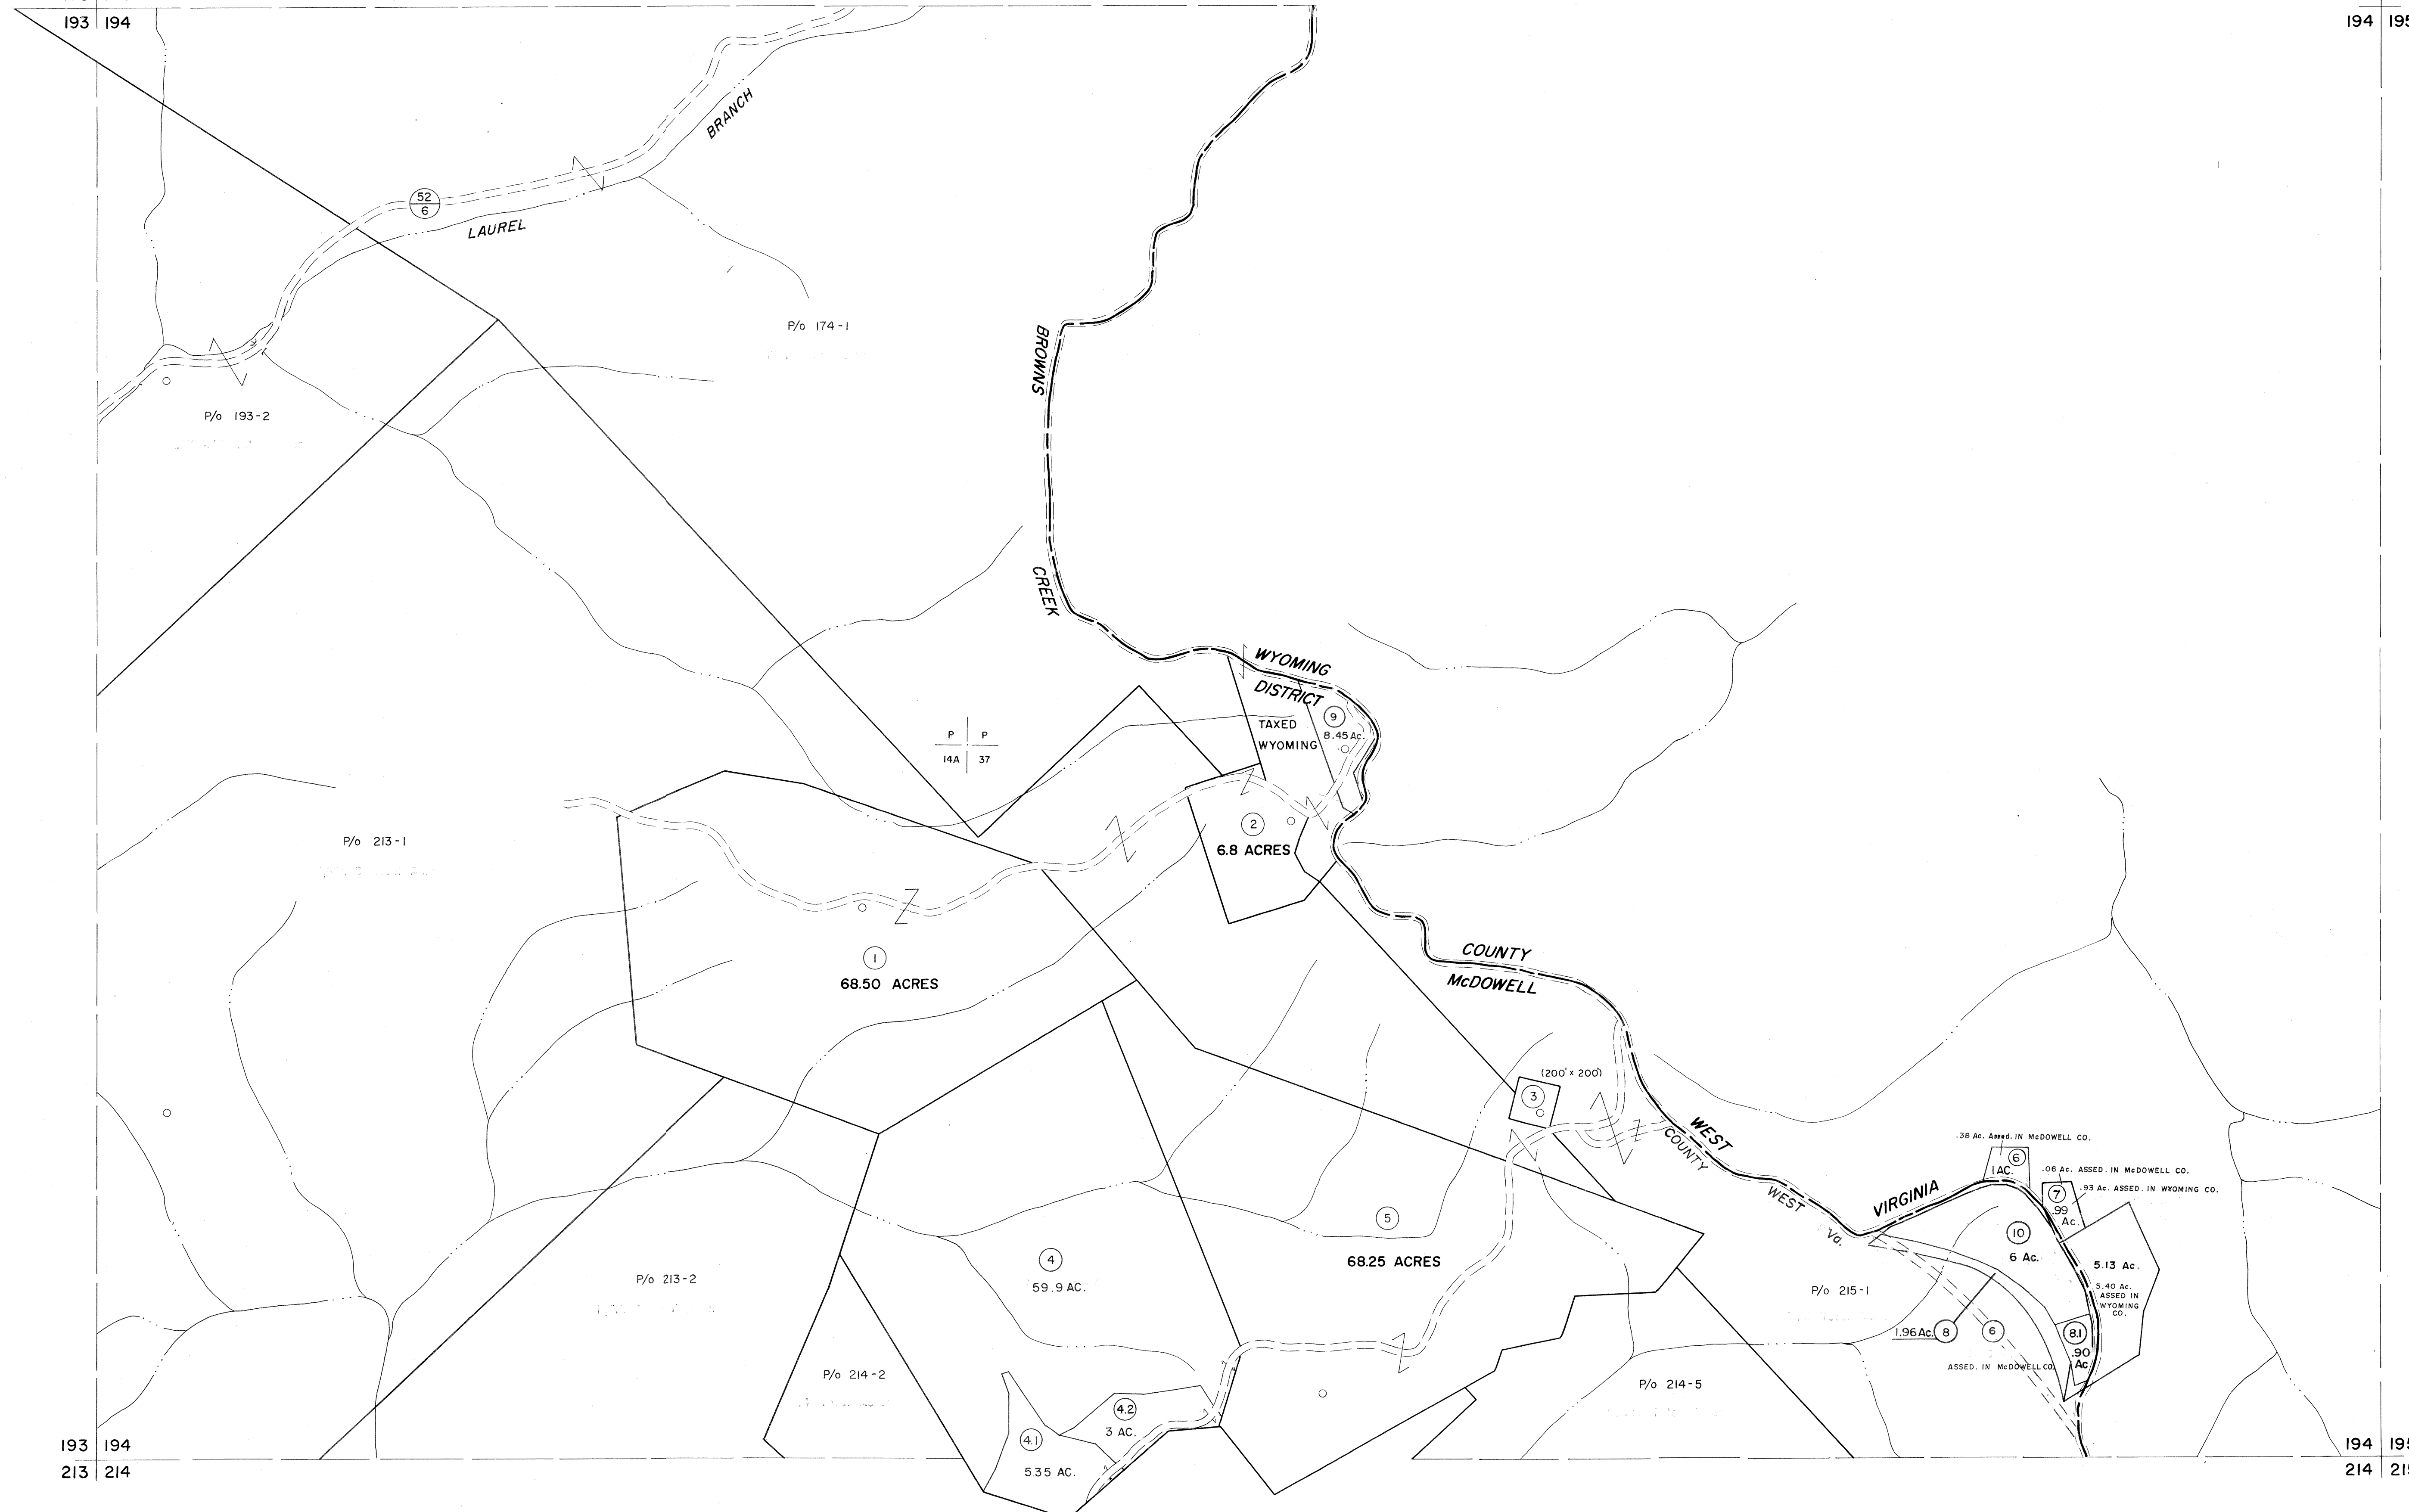 193 194
194 195
BRANCH
52
6
LAUREL
P/o 174-1
BROWNS
P/o 193-2
CREEK
WYOMING
DISTRICT
TAXED
WYOMING
9
8.45 Ac.
P P
14A 37
2
6.8 ACRES
P/o 213-1
1
68.50 ACRES
COUNTY
McDOWELL
(200' x 200')
3
WEST
COUNTY
.38 Ac. Assd. IN McDOWELL CO.
6
1 AC.
.06 Ac. ASSED. IN McDOWELL CO.
7
.93 Ac. ASSED. IN WYOMING CO.
.99
Ac.
VIRGINIA
WEST
Va.
10
6 Ac.
5
68.25 ACRES
4
59.9 AC.
P/o 213-2
5.13 Ac.
5.40 Ac.
ASSED IN
WYOMING
CO.
P/o 215-1
1.96 Ac. 8
6
8.1
.90
Ac
ASSED. IN McDOWELL CO.
P/o 214-2
P/o 214-5
4.2
3 AC.
4.1
5.35 AC.
193 194
213 214
194 195
214